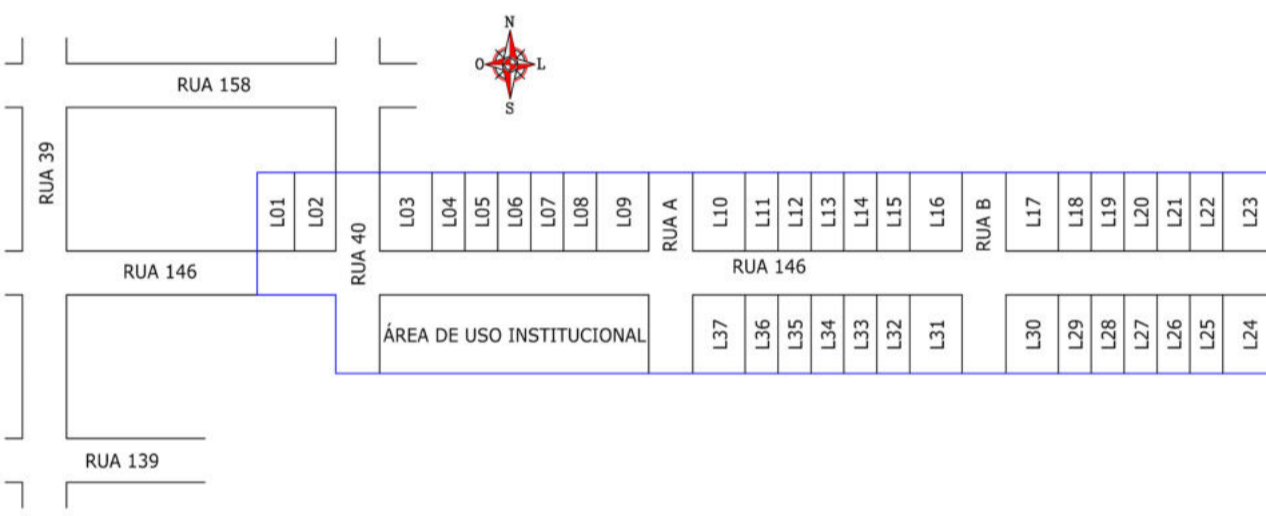 N
O L
S
RUA 158
RUA 39
L01 L02 RUA 40 L03 L04 L05 L06 L07 L08 L09 RUA A L10 L11 L12 L13 L14 L15 L16 RUA B L17 L18 L19 L20 L21 L22 L23
RUA 146 RUA 146
ÁREA DE USO INSTITUCIONAL L37 L36 L35 L34 L33 L32 L31 L30 L29 L28 L27 L26 L25 L24
RUA 139